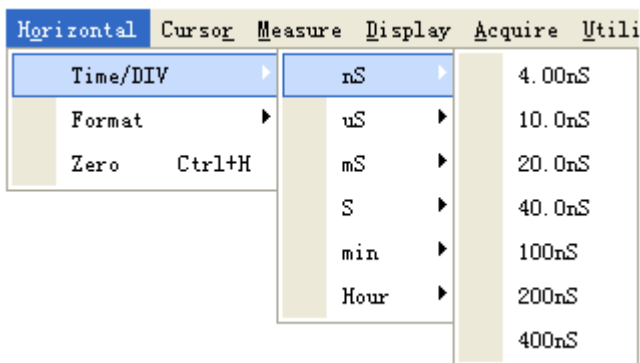 Horizontal Cursor Measure Display Acquire Utili
Time/DIV
Format
Zero Ctrl+H
nS
uS
mS
S
min
Hour
4.00nS
10.0nS
20.0nS
40.0nS
100nS
200nS
400nS